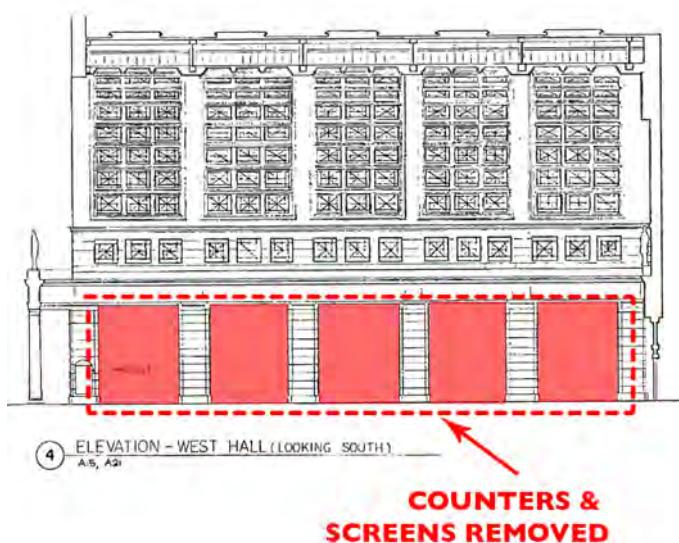 4 ELEVATION - WEST HALL (LOOKING SOUTH)
A5, A21
COUNTERS &
SCREENS REMOVED